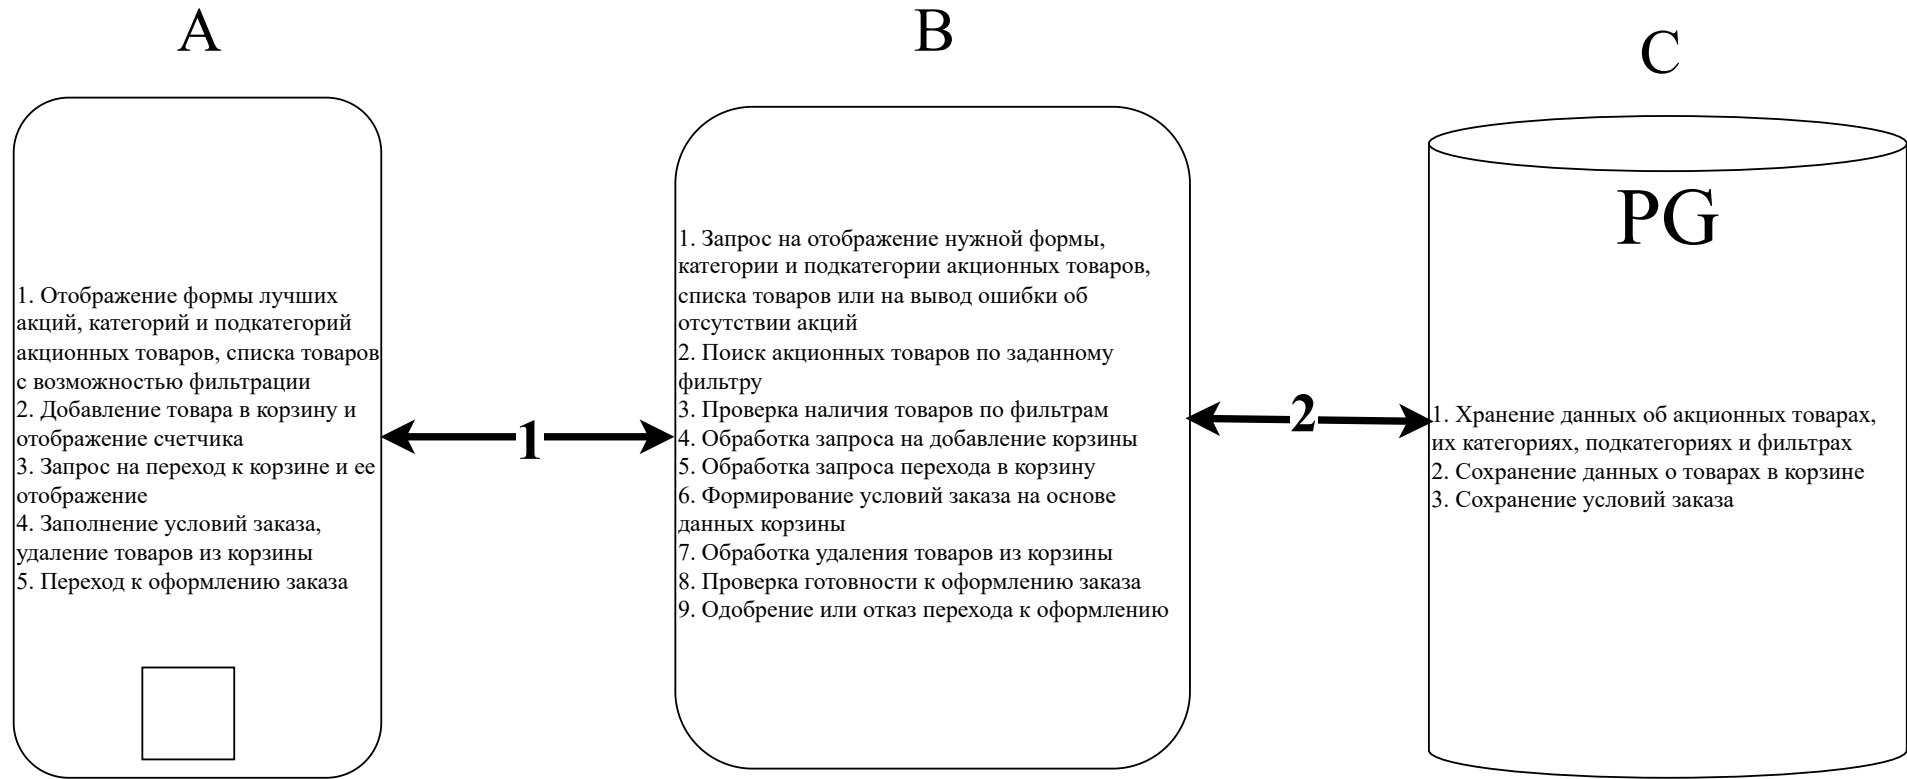 A
B
C
PG
1. Отображение формы лучших
акций, категорий и подкатегорий
акционных товаров, списка товаров
с возможностью фильтрации
2. Добавление товара в корзину и
отображение счетчика
3. Запрос на переход к корзине и ее
отображение
4. Заполнение условий заказа,
удаление товаров из корзины
5. Переход к оформлению заказа
1
1. Запрос на отображение нужной формы,
категории и подкатегории акционных товаров,
списка товаров или на вывод ошибки об
отсутствии акций
2. Поиск акционных товаров по заданному
фильтру
3. Проверка наличия товаров по фильтрам
4. Обработка запроса на добавление корзины
5. Обработка запроса перехода в корзину
6. Формирование условий заказа на основе
данных корзины
7. Обработка удаления товаров из корзины
8. Проверка готовности к оформлению заказа
9. Одобрение или отказ перехода к оформлению
2
1. Хранение данных об акционных товарах,
их категориях, подкатегориях и фильтрах
2. Сохранение данных о товарах в корзине
3. Сохранение условий заказа